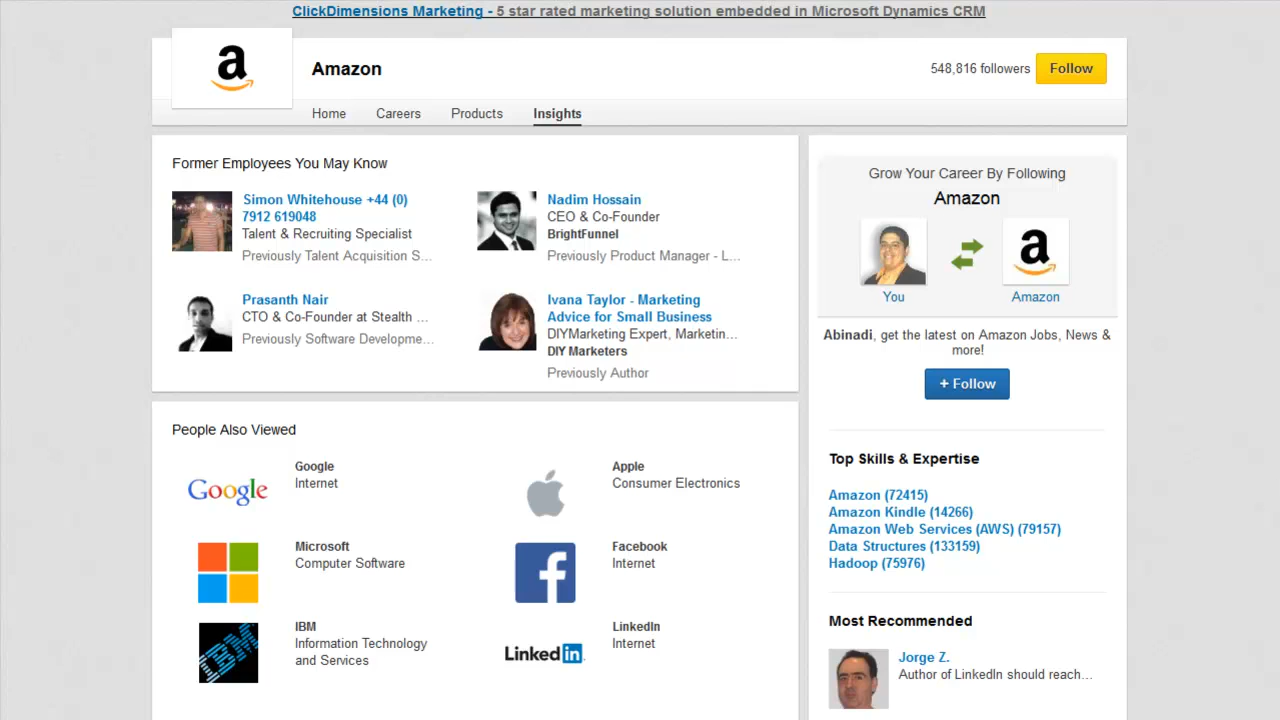 ClickDimensions Marketing - 5 star rated marketing solution embedded in Microsoft Dynamics CRM
a
Amazon
548,816 followers
Follow
Home
Careers
Products
Insights
Former Employees You May Know
Simon Whitehouse +44 (0)
7912 619048
Talent & Recruiting Specialist
Previously Talent Acquisition S...
Nadim Hossain
CEO & Co-Founder
BrightFunnel
Previously Product Manager - L...
Prasanth Nair
CTO & Co-Founder at Stealth ...
Previously Software Developme...
Ivana Taylor - Marketing
Advice for Small Business
DIYMarketing Expert, Marketin...
DIY Marketers
Previously Author
People Also Viewed
Google
Google
Internet
Apple
Consumer Electronics
Microsoft
Computer Software
f
Facebook
Internet
IBM
IBM
Information Technology
and Services
Linked in
LinkedIn
Internet
Grow Your Career By Following
Amazon
a
You
Amazon
Abinadi, get the latest on Amazon Jobs, News &
more!
+ Follow
Top Skills & Expertise
Amazon (72415)
Amazon Kindle (14266)
Amazon Web Services (AWS) (79157)
Data Structures (133159)
Hadoop (75976)
Most Recommended
Jorge Z.
Author of LinkedIn should reach...